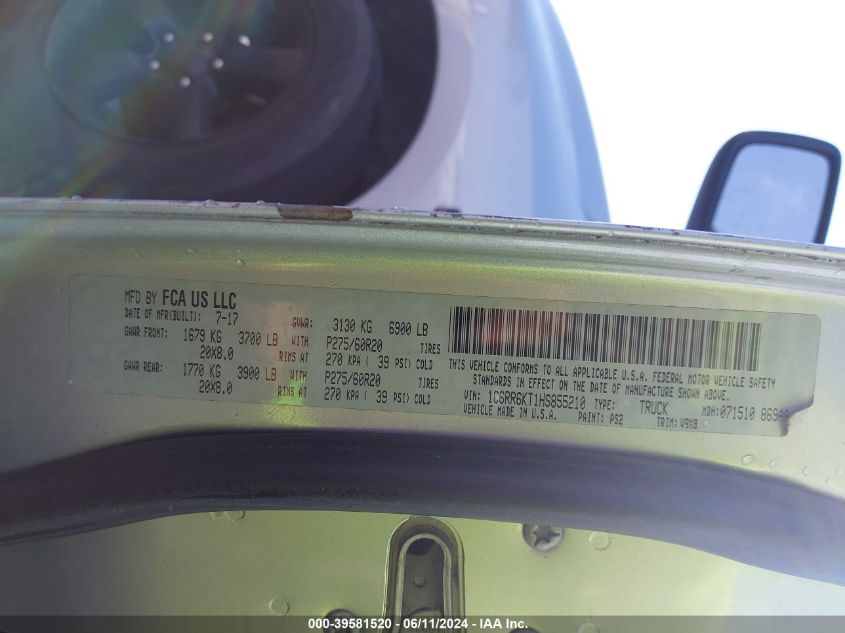 MFD BY FCA US LLC
DATE OF MFR(BUILT): 7-17 GVWR: 3130 KG 6900 LB
GAWR FRONT: 1679 KG 3700 LB WITH P275/60R20 TIRES
20X8.0 RIMS AT 270 KPA ( 39 PSI) COLD
GAWR REAR: 1770 KG 3900 LB WITH P275/60R20 TIRES
20X8.0 RIMS AT 270 KPA ( 39 PSI) COLD
THIS VEHICLE CONFORMS TO ALL APPLICABLE U.S.A. FEDERAL MOTOR VEHICLE SAFETY
STANDARDS IN EFFECT ON THE DATE OF MANUFACTURE SHOWN ABOVE.
VIN: 1C6RR6KT1HS855210 TYPE: TRUCK MDH: 071510
VEHICLE MADE IN U.S.A. PAINT: PS2 TRIM: V9X8
000-39581520 - 06/11/2024 - IAA Inc.